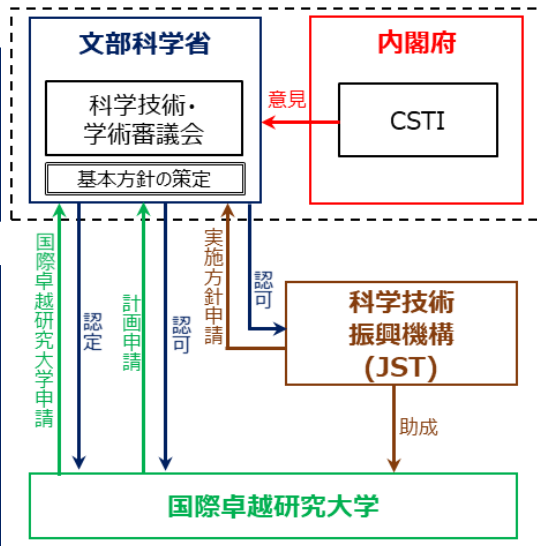 文部科学省
内閣府
科学技術・
学術審議会
意見
CSTI
基本方針の策定
国際卓越研究大学申請
認定
計画申請
認可
実施方針申請
認可
科学技術
振興機構
(JST)
助成
国際卓越研究大学